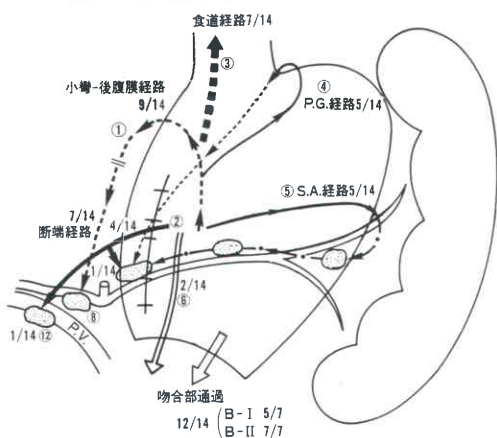 食道経路7/14
③
小彎-後腹膜経路
9/14
④
P.G.経路5/14
①
⑤ S.A.経路5/14
7/14
断端経路
4/14
②
1/14
2/14
⑥
⑧
P.V.
1/14 ⑫
吻合部通過
12/14 (B-I 5/7
B-II 7/7